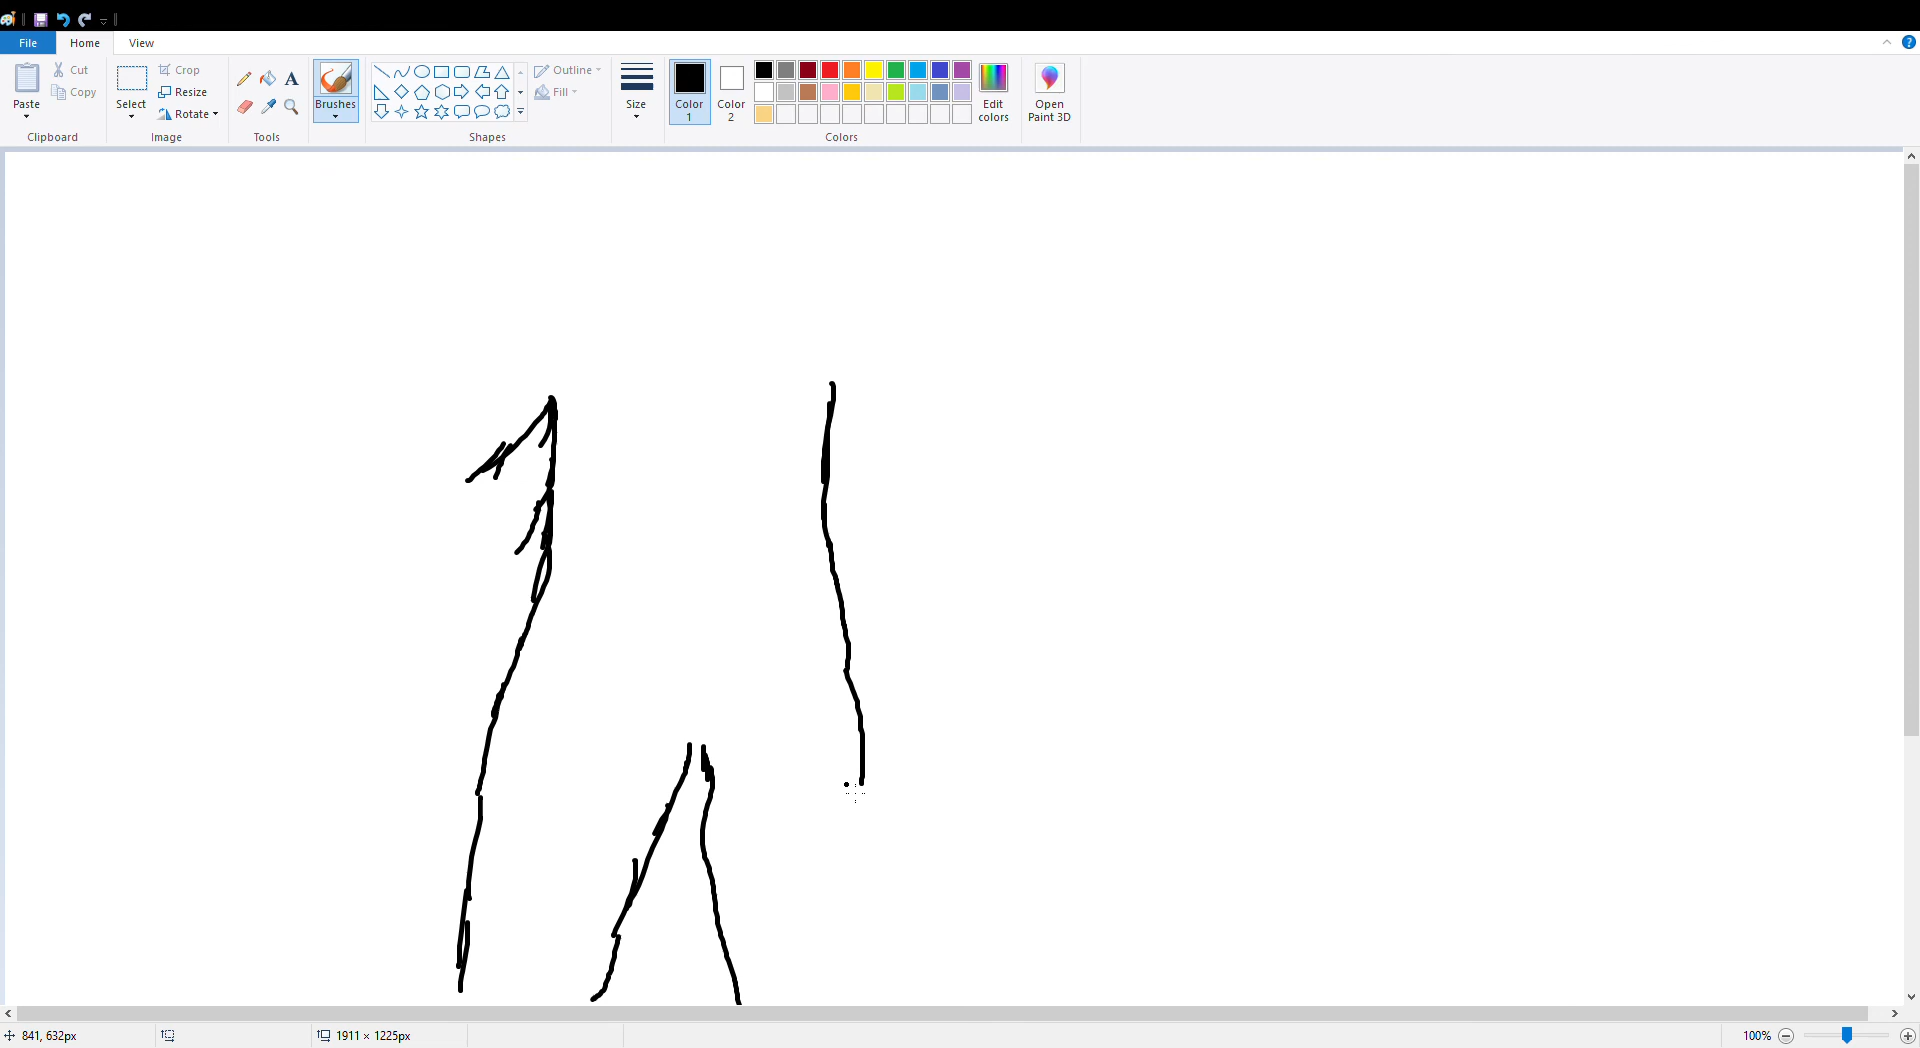 File Home View
Paste
Cut
Copy
Clipboard
Select
Crop
Resize
Rotate
Image
A
Tools
Brushes
Shapes
Outline
Fill
Size
Color 1
Color 2
Edit colors
Colors
Open Paint 3D
?
841, 632px
1911 × 1225px
100%